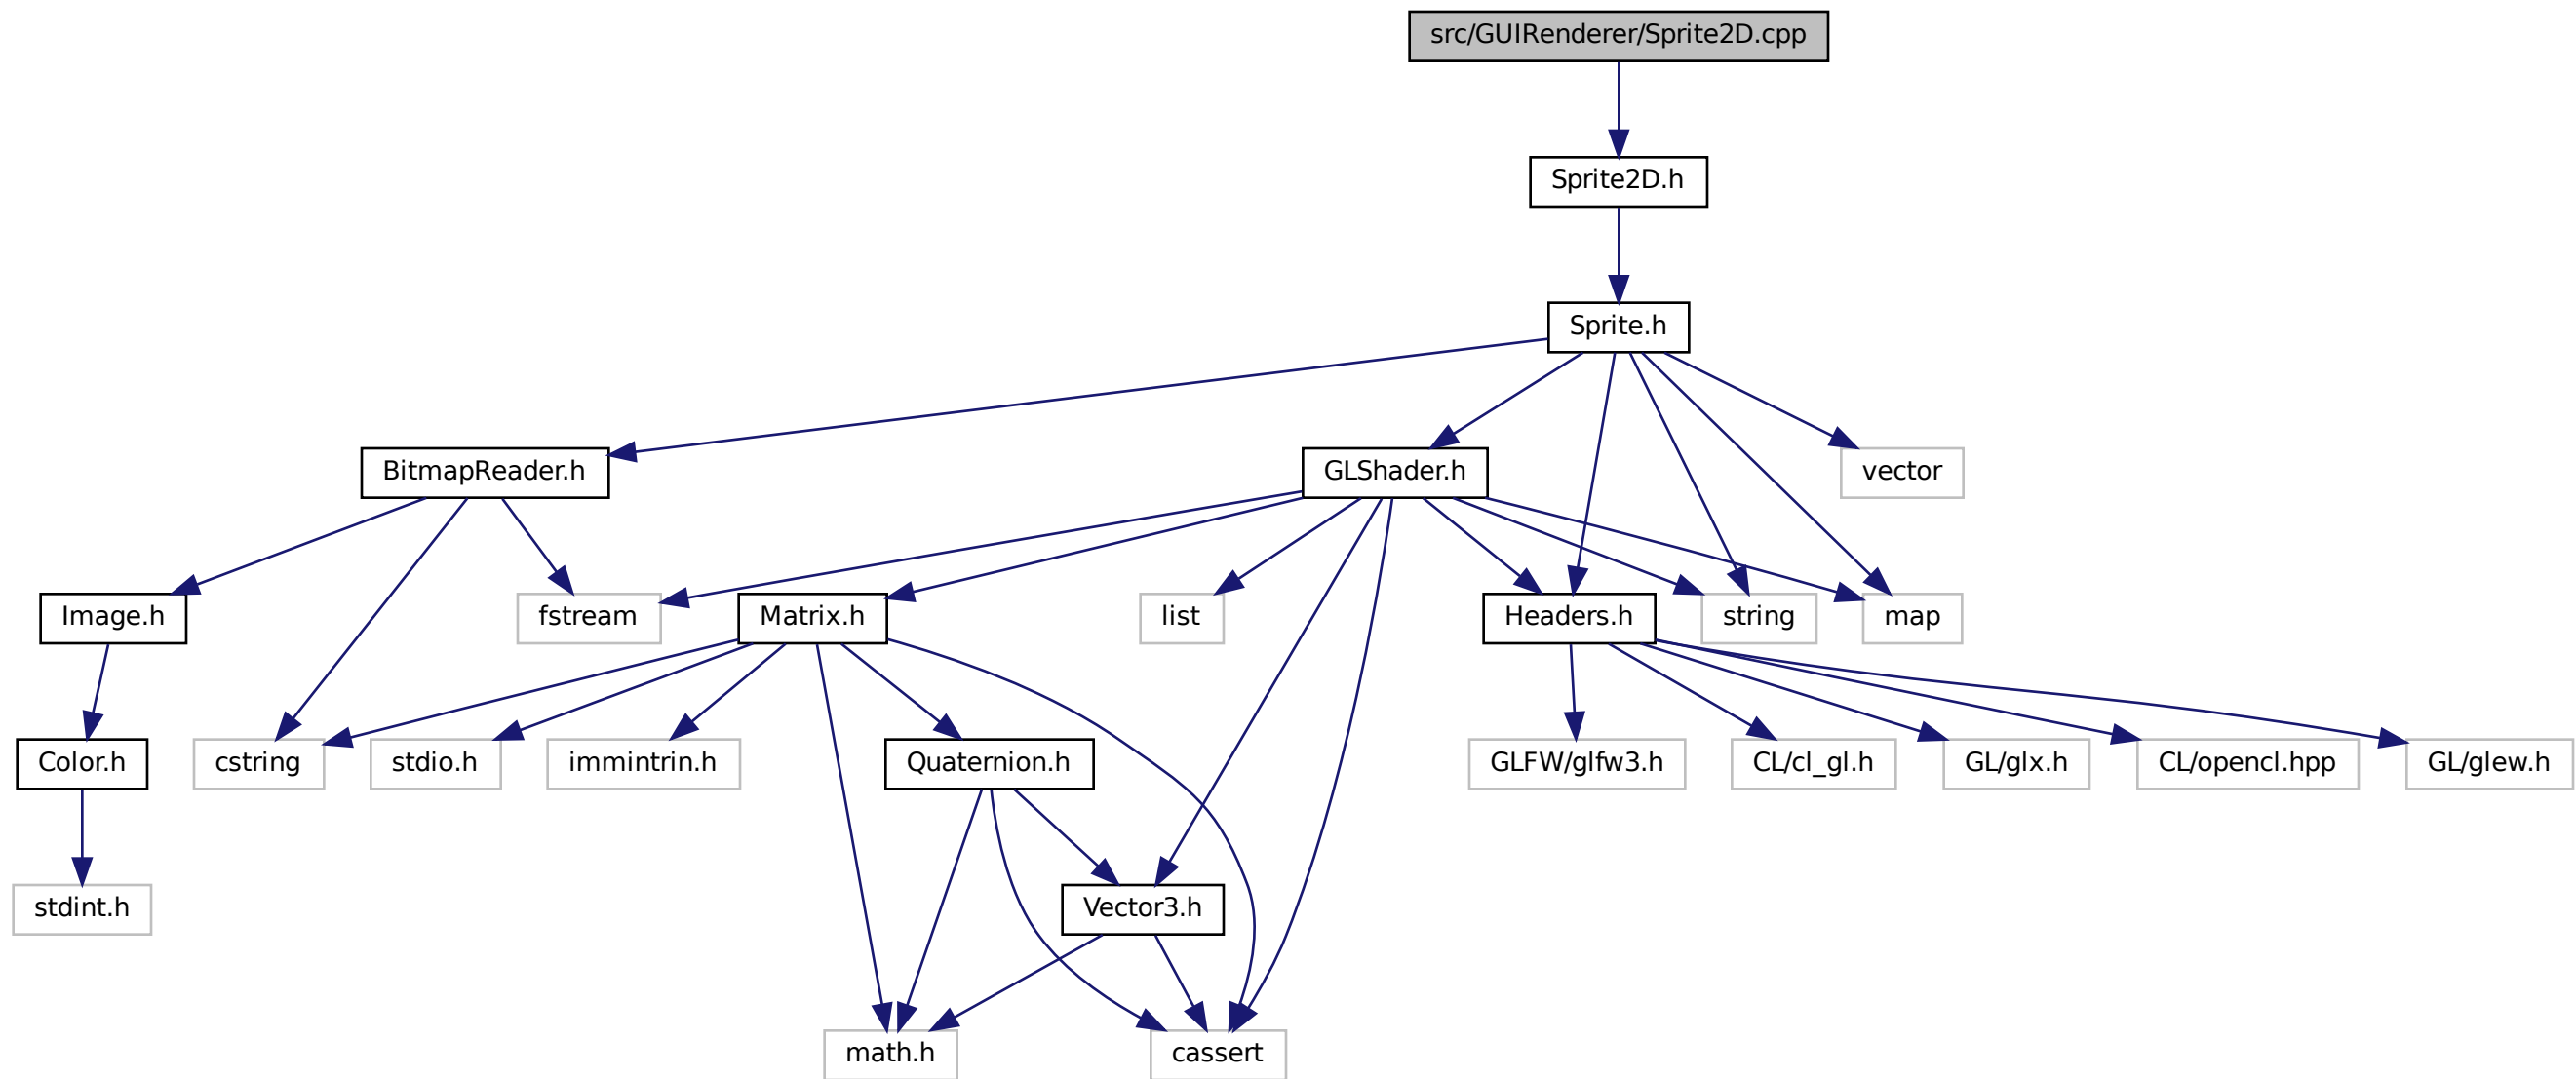 src/GUIRenderer/Sprite2D.cpp
Sprite2D.h
Sprite.h
BitmapReader.h
GLShader.h
vector
Image.h
fstream
Matrix.h
list
Headers.h
string
map
Color.h
cstring
stdio.h
immintrin.h
Quaternion.h
GLFW/glfw3.h
CL/cl_gl.h
GL/glx.h
CL/opencl.hpp
GL/glew.h
stdint.h
Vector3.h
math.h
cassert